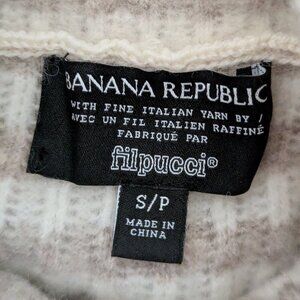 BANANA REPUBLIC
WITH FINE ITALIAN YARN BY /
AVEC UN FIL ITALIEN RAFFINÉ
FABRIQUÉ PAR
filpucci®
S/P
MADE IN
CHINA